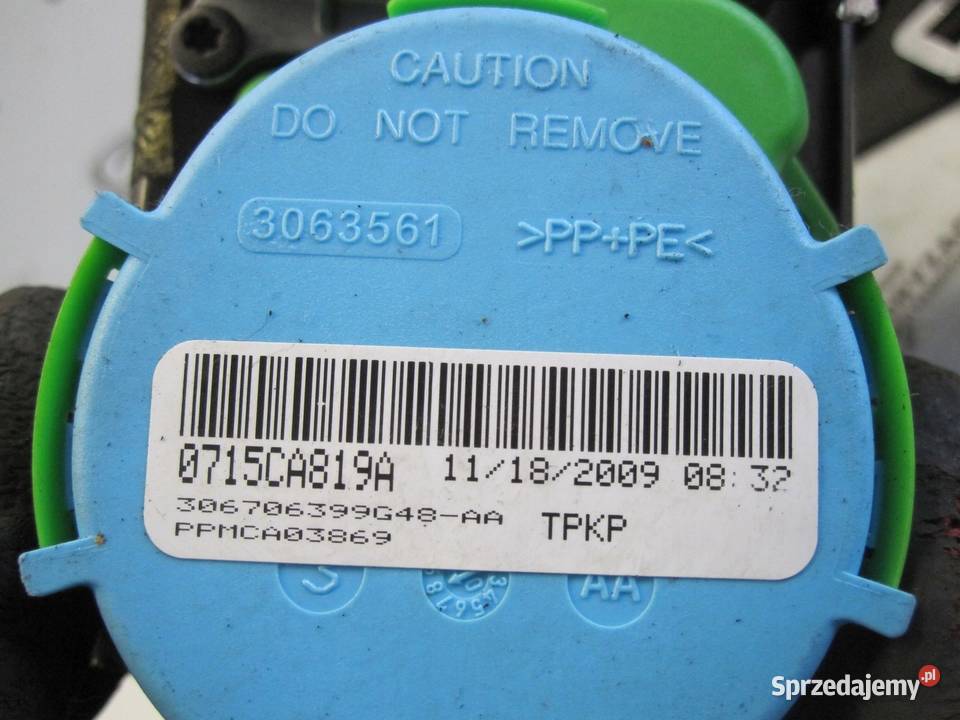 CAUTION
DO NOT REMOVE
3063561 >PP+PE<
0715CA819A 11/18/2009 08:32
306706399G48-AA
PPMCA03869 TPKP
AA
Sprzedajemy.pl